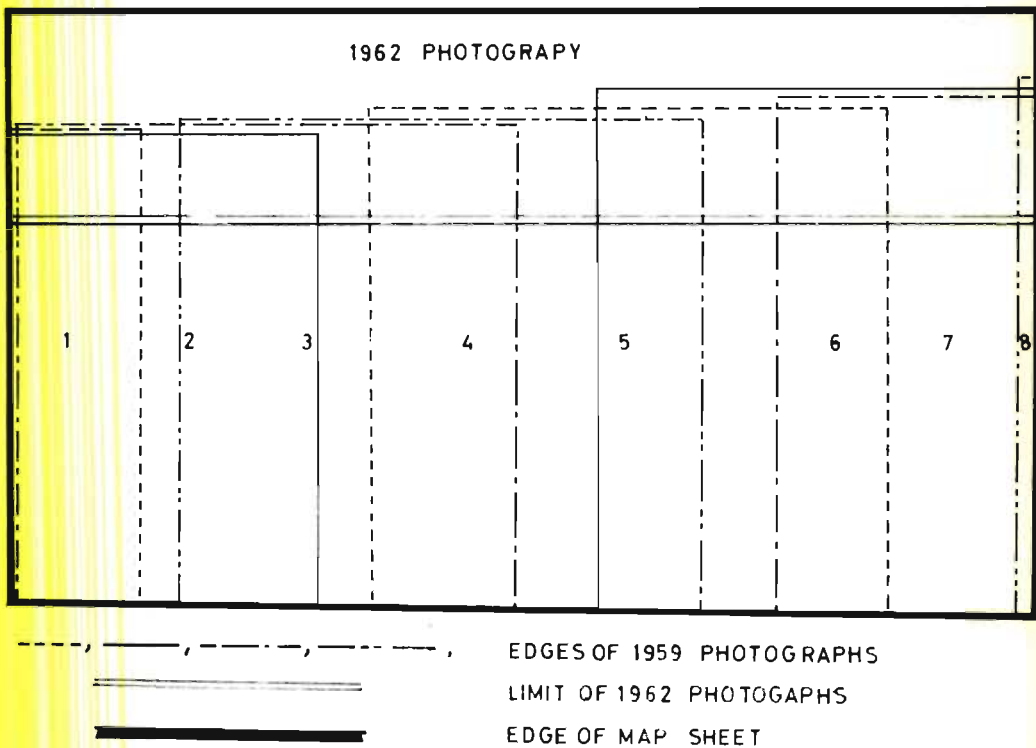 1962 PHOTOGRAPY
1 2 3 4 5 6 7 8
EDGES OF 1959 PHOTOGRAPHS
LIMIT OF 1962 PHOTOGAPHS
EDGE OF MAP SHEET